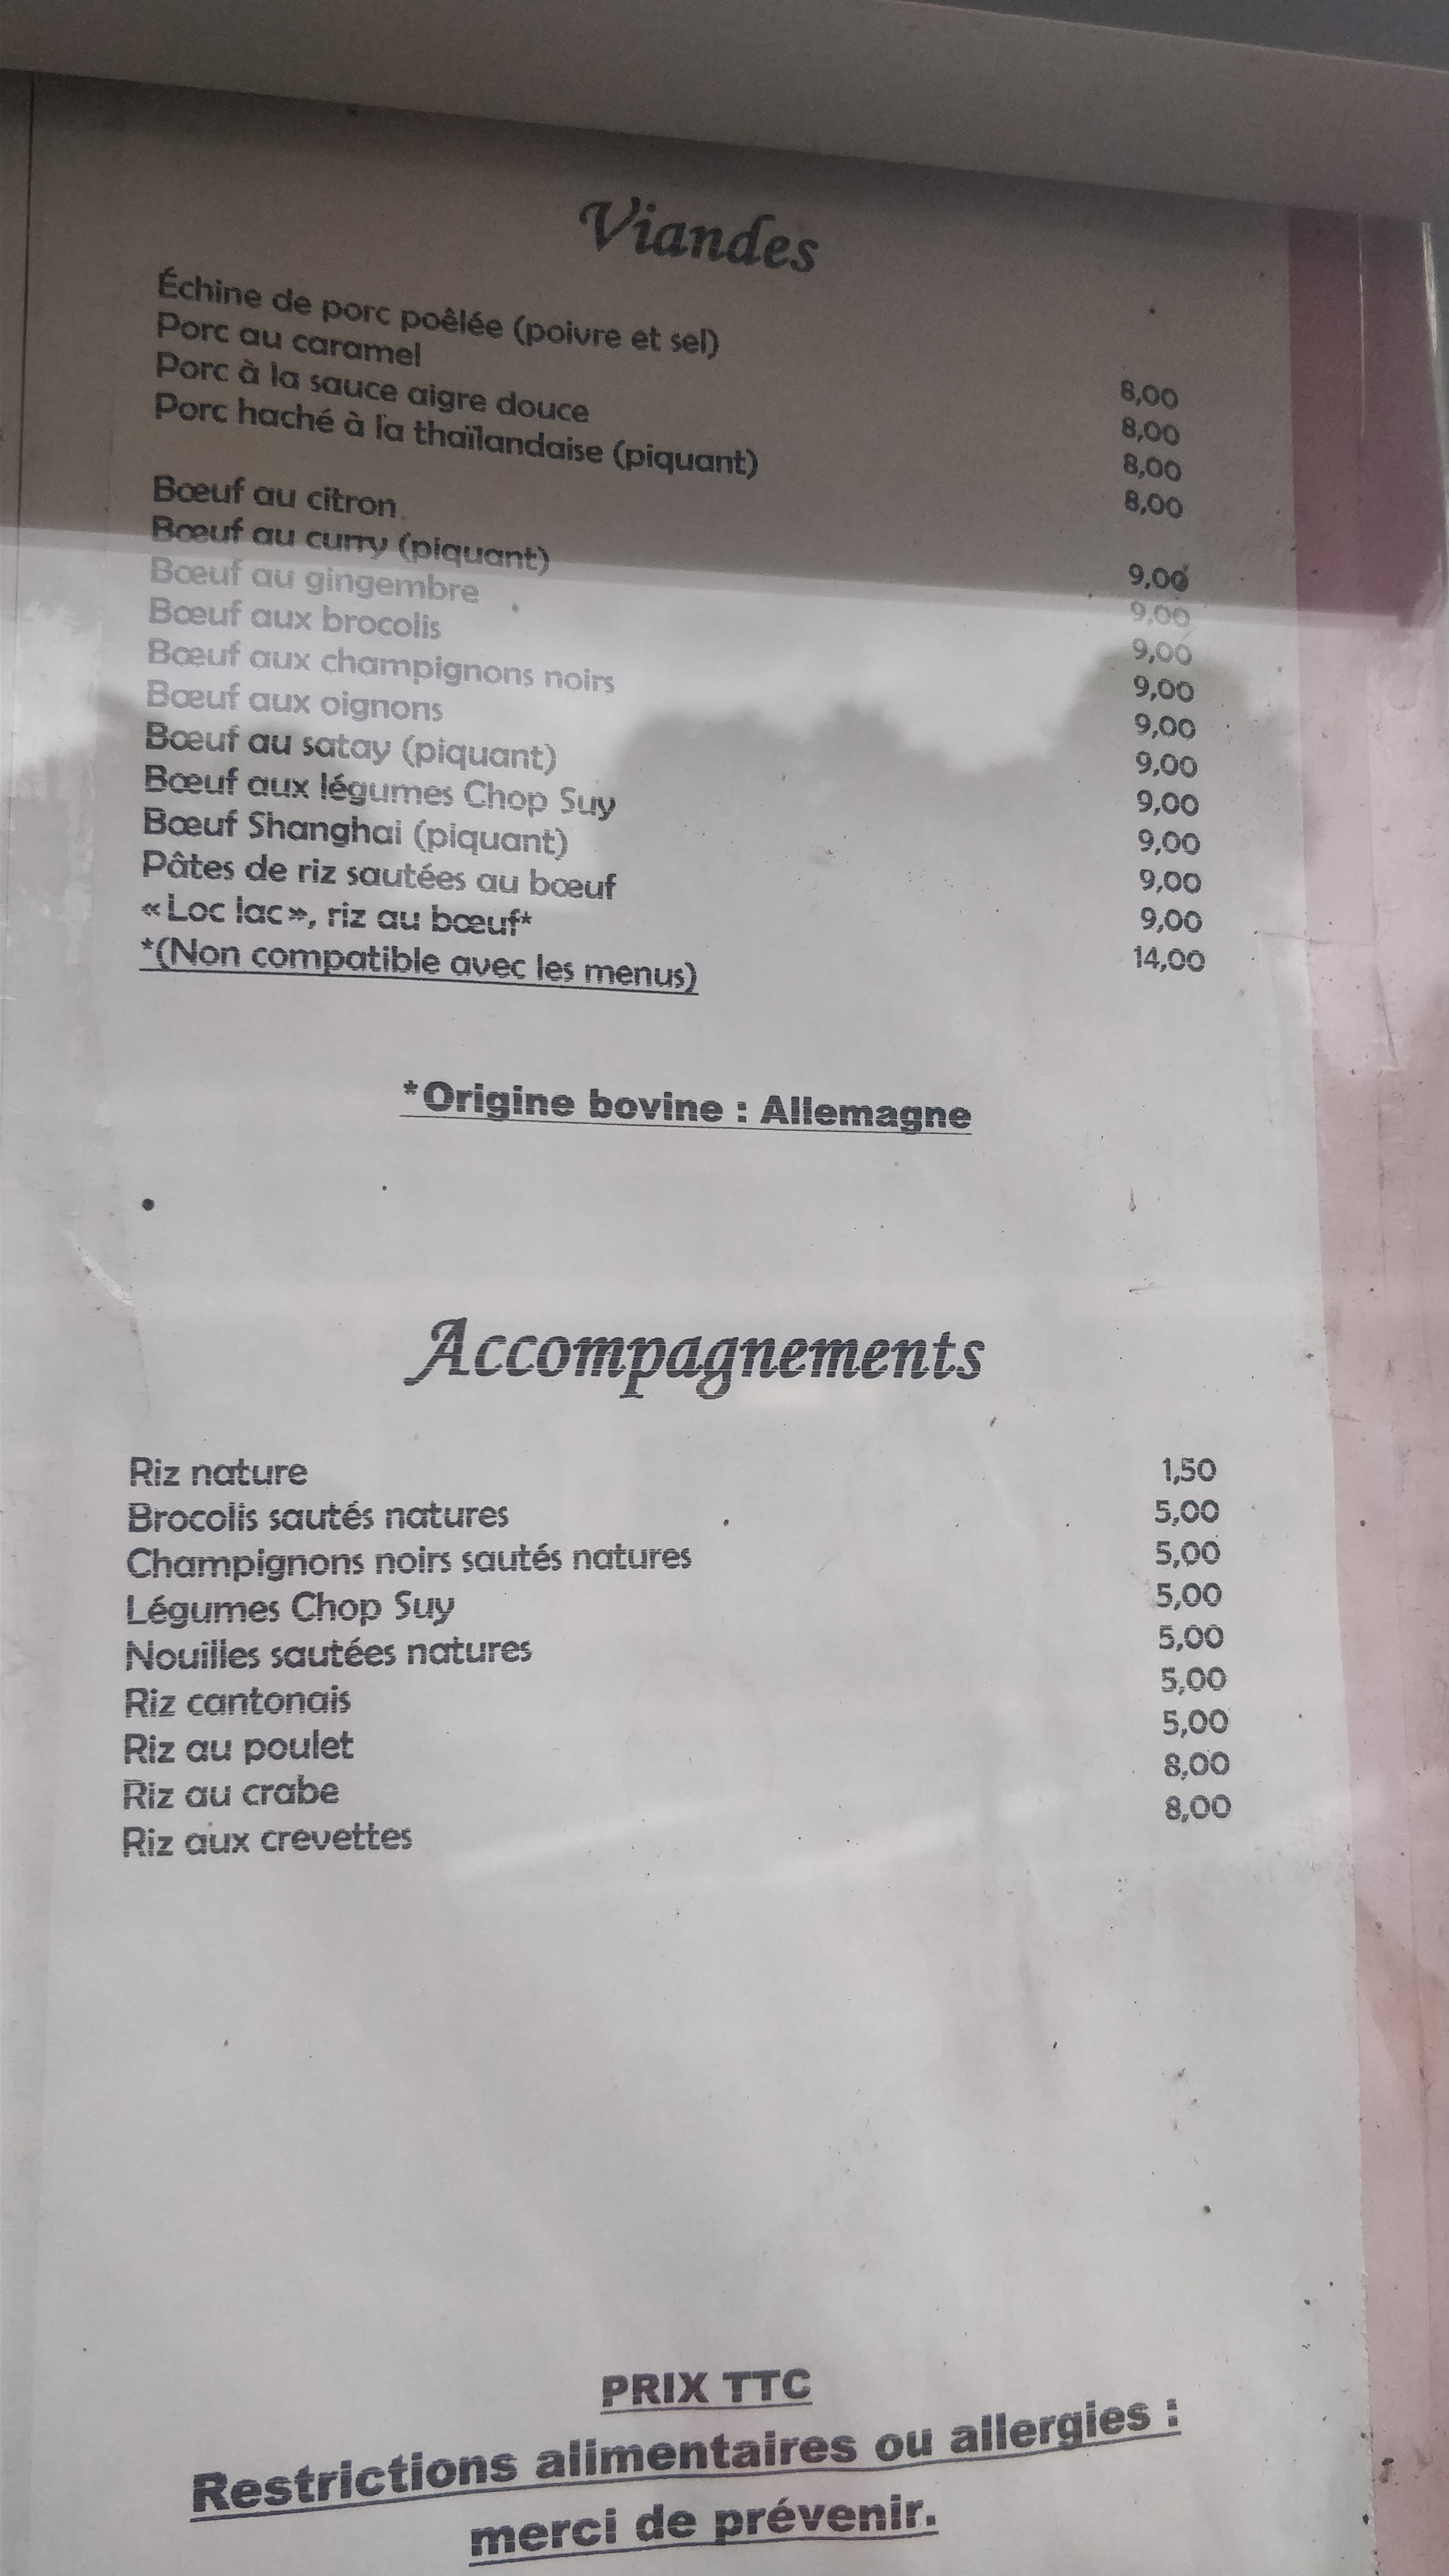 Viandes
Échine de porc poêlée (poivre et sel) 8,00
Porc au caramel 8,00
Porc à la sauce aigre douce 8,00
Porc haché à la thaïlandaise (piquant) 8,00
Bœuf au citron 9,00
Bœuf au curry (piquant) 9,00
Bœuf au gingembre 9,00
Bœuf aux brocolis 9,00
Bœuf aux champignons noirs 9,00
Bœuf aux oignons 9,00
Bœuf au satay (piquant) 9,00
Bœuf aux légumes Chop Suy 9,00
Bœuf Shanghai (piquant) 9,00
Pâtes de riz sautées au bœuf 9,00
«Loc lac», riz au bœuf* 14,00
*(Non compatible avec les menus)
*Origine bovine : Allemagne
Accompagnements
Riz nature 1,50
Brocolis sautés natures 5,00
Champignons noirs sautés natures 5,00
Légumes Chop Suy 5,00
Nouilles sautées natures 5,00
Riz cantonais 5,00
Riz au poulet 5,00
Riz au crabe 8,00
Riz aux crevettes 8,00
PRIX TTC
Restrictions alimentaires ou allergies :
merci de prévenir.